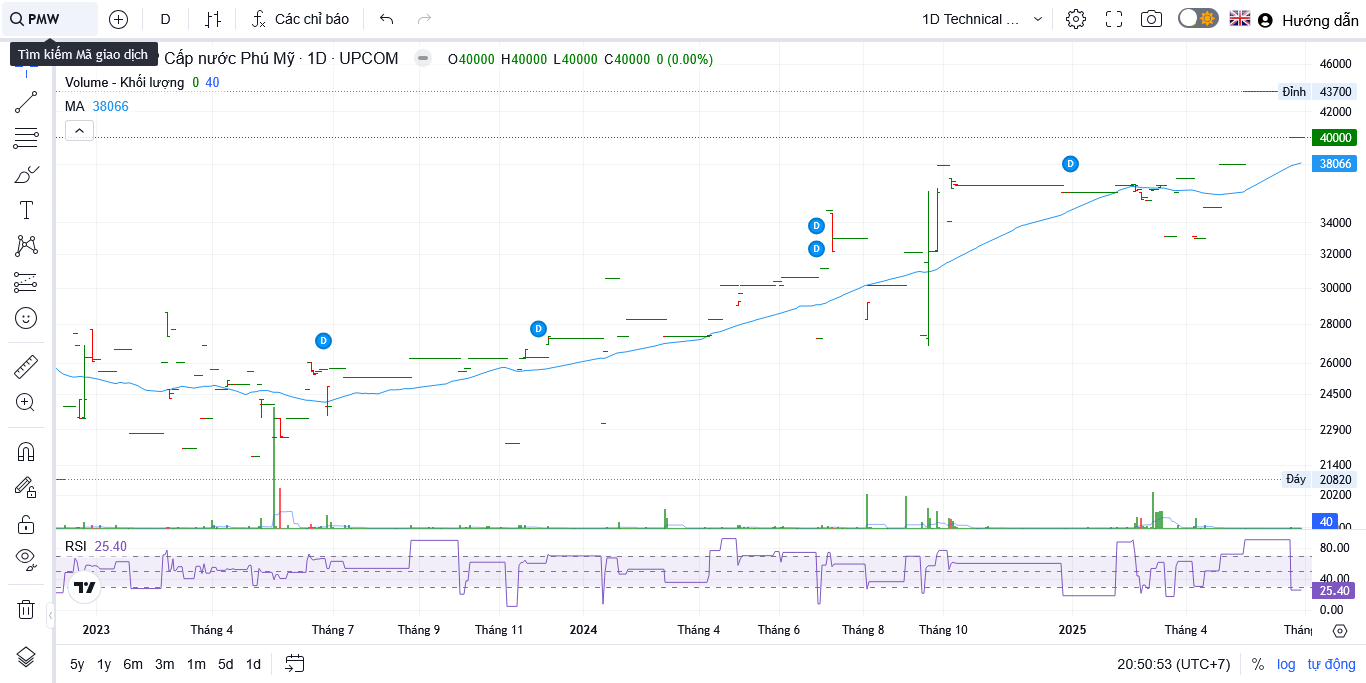 PMW D Các chỉ báo 1D Technical ... Hướng dẫn
Tìm kiếm Mã giao dịch
Cấp nước Phú Mỹ · 1D · UPCOM O40000 H40000 L40000 C40000 0 (0.00%)
Volume - Khối lượng 0 40
MA 38066
46000
Đỉnh 43700
42000
40000
38066
D
D
D
D
D
34000
32000
30000
28000
26000
24500
22900
21400
Đáy 20820
20200
40
RSI 25.40
80.00
40.00
25.40
0.00
2023 Tháng 4 Tháng 7 Tháng 9 Tháng 11 2024 Tháng 4 Tháng 6 Tháng 8 Tháng 10 2025 Tháng 4
5y 1y 6m 3m 1m 5d 1d 20:50:53 (UTC+7) % log tự động